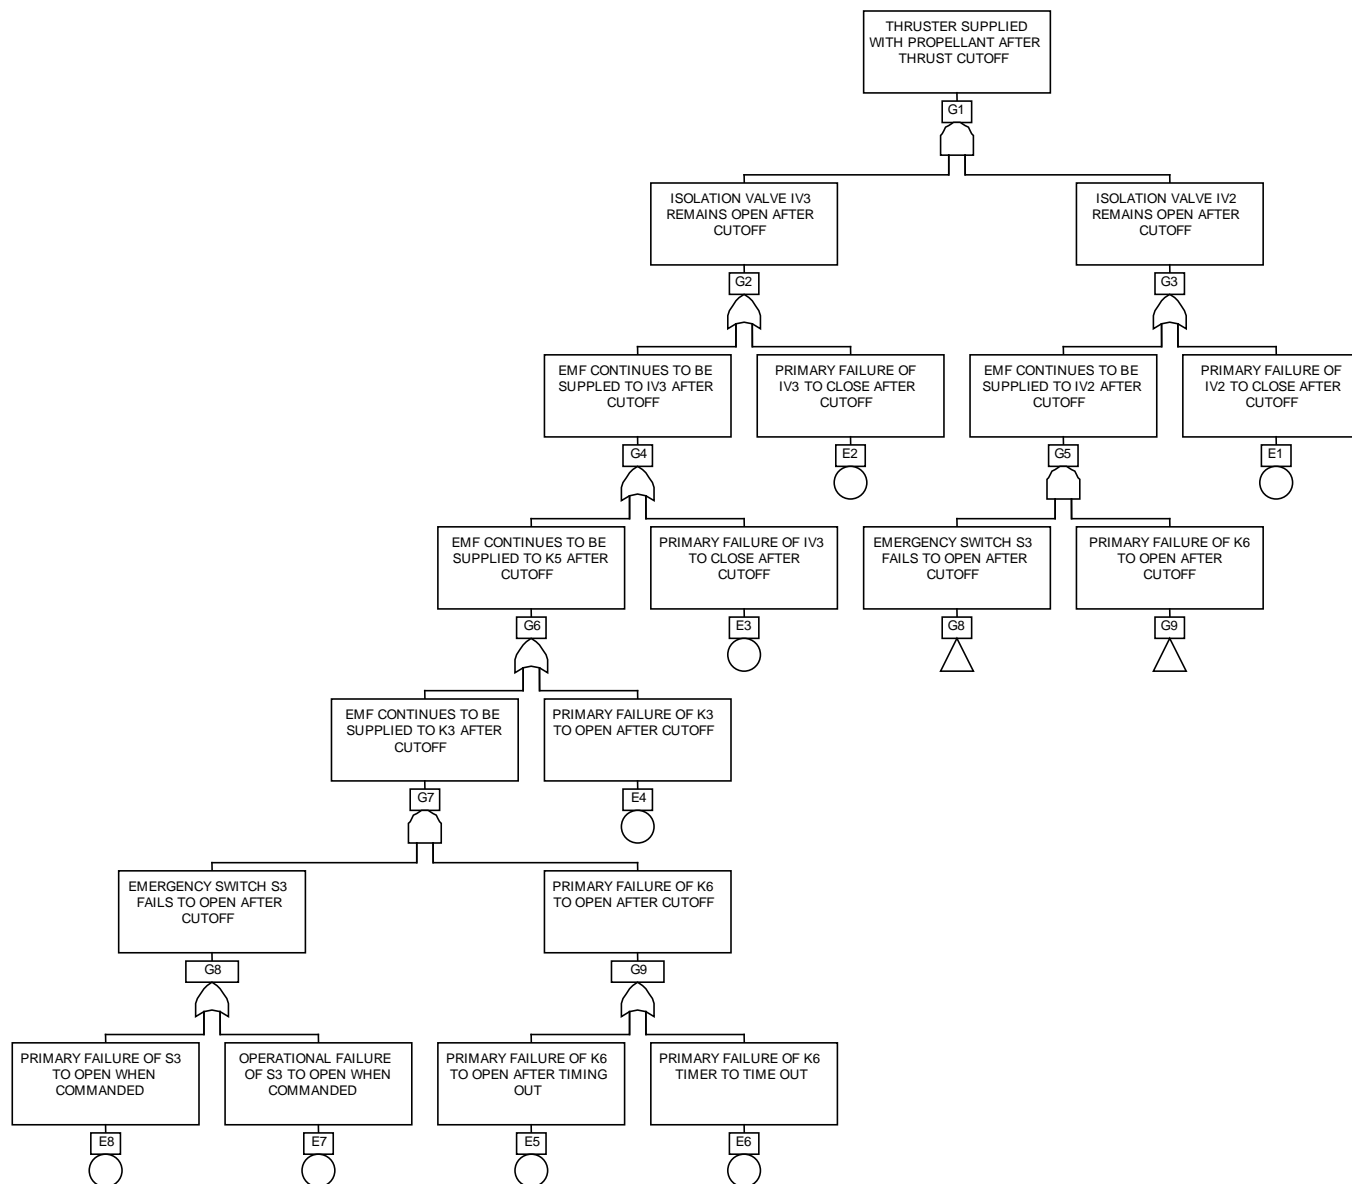 THRUSTER SUPPLIED
WITH PROPELLANT AFTER
THRUST CUTOFF
G1
ISOLATION VALVE IV3
REMAINS OPEN AFTER
CUTOFF
G2
ISOLATION VALVE IV2
REMAINS OPEN AFTER
CUTOFF
G3
EMF CONTINUES TO BE
SUPPLED TO IV3 AFTER
CUTOFF
G4
PRIMARY FAILURE OF
IV3 TO CLOSE AFTER
CUTOFF
E2
EMF CONTINUES TO BE
SUPPLIED TO IV2 AFTER
CUTOFF
G5
PRIMARY FAILURE OF
IV2 TO CLOSE AFTER
CUTOFF
E1
EMF CONTINUES TO BE
SUPPLIED TO K5 AFTER
CUTOFF
G6
PRIMARY FAILURE OF IV3
TO CLOSE AFTER
CUTOFF
E3
EMERGENCY SWITCH S3
FAILS TO OPEN AFTER
CUTOFF
G8
PRIMARY FAILURE OF K6
TO OPEN AFTER
CUTOFF
G9
EMF CONTINUES TO BE
SUPPLIED TO K3 AFTER
CUTOFF
G7
PRIMARY FAILURE OF K3
TO OPEN AFTER CUTOFF
E4
EMERGENCY SWITCH S3
FAILS TO OPEN AFTER
CUTOFF
G8
PRIMARY FAILURE OF K6
TO OPEN AFTER CUTOFF
G9
PRIMARY FAILURE OF S3
TO OPEN WHEN
COMMANDED
E8
OPERATIONAL FAILURE
OF S3 TO OPEN WHEN
COMMANDED
E7
PRIMARY FAILURE OF K6
TO OPEN AFTER TIMING
OUT
E5
PRIMARY FAILURE OF K6
TIMER TO TIME OUT
E6